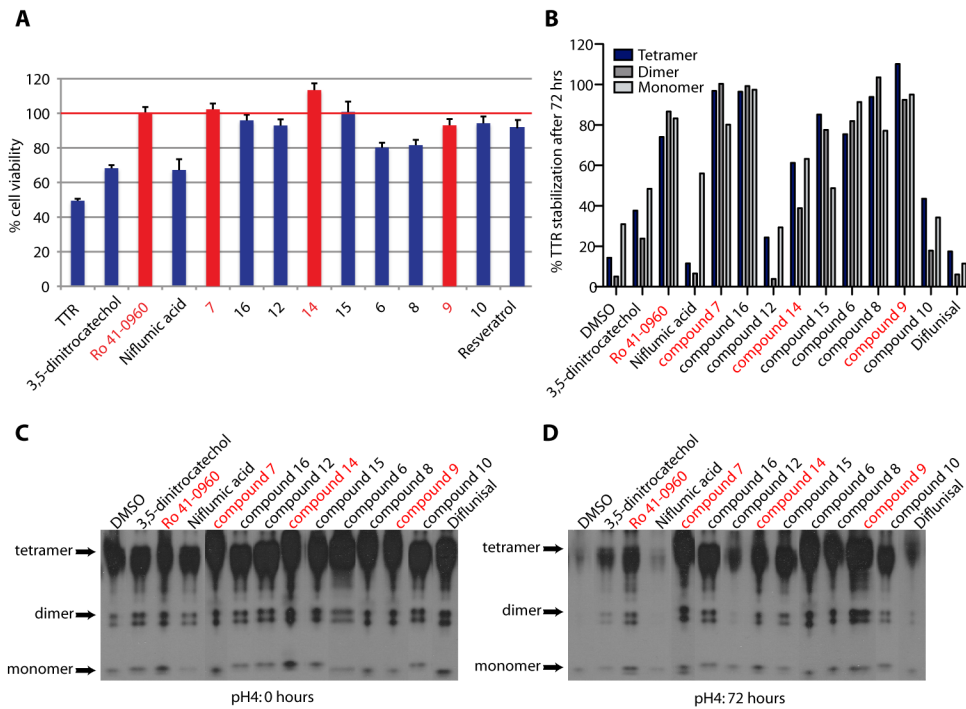 A
% cell viability
120
100
80
60
40
20
0
TTR
3,5-dinitrocatechol
Ro 41-0960
Niflumic acid
7
16
12
14
15
6
8
9
10
Resveratrol
B
% TTR stabilization after 72 hrs
120
100
80
60
40
20
0
Tetramer
Dimer
Monomer
DMSO
3,5-dinitrocatechol
Ro 41-0960
Niflumic acid
compound 7
compound 16
compound 12
compound 14
compound 15
compound 6
compound 8
compound 9
compound 10
Diflunisal
C
DMSO
3,5-dinitrocatechol
Ro 41-0960
Niflumic acid
compound 7
compound 16
compound 12
compound 14
compound 15
compound 6
compound 8
compound 9
compound 10
Diflunisal
tetramer
dimer
monomer
pH4: 0 hours
D
DMSO
3,5-dinitrocatechol
Ro 41-0960
Niflumic acid
compound 7
compound 16
compound 12
compound 14
compound 15
compound 6
compound 8
compound 9
compound 10
Diflunisal
tetramer
dimer
monomer
pH4: 72 hours